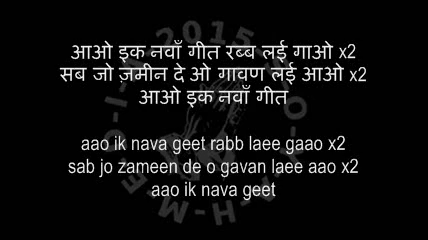 आओ इक नवाँ गीत रब्ब लई गाओ x2
सब जो ज़मीन दे ओ गावण लई आओ x2
आओ इक नवाँ गीत
aao ik nava geet rabb laee gaao x2
sab jo zameen de o gavan laee aao x2
aao ik nava geet